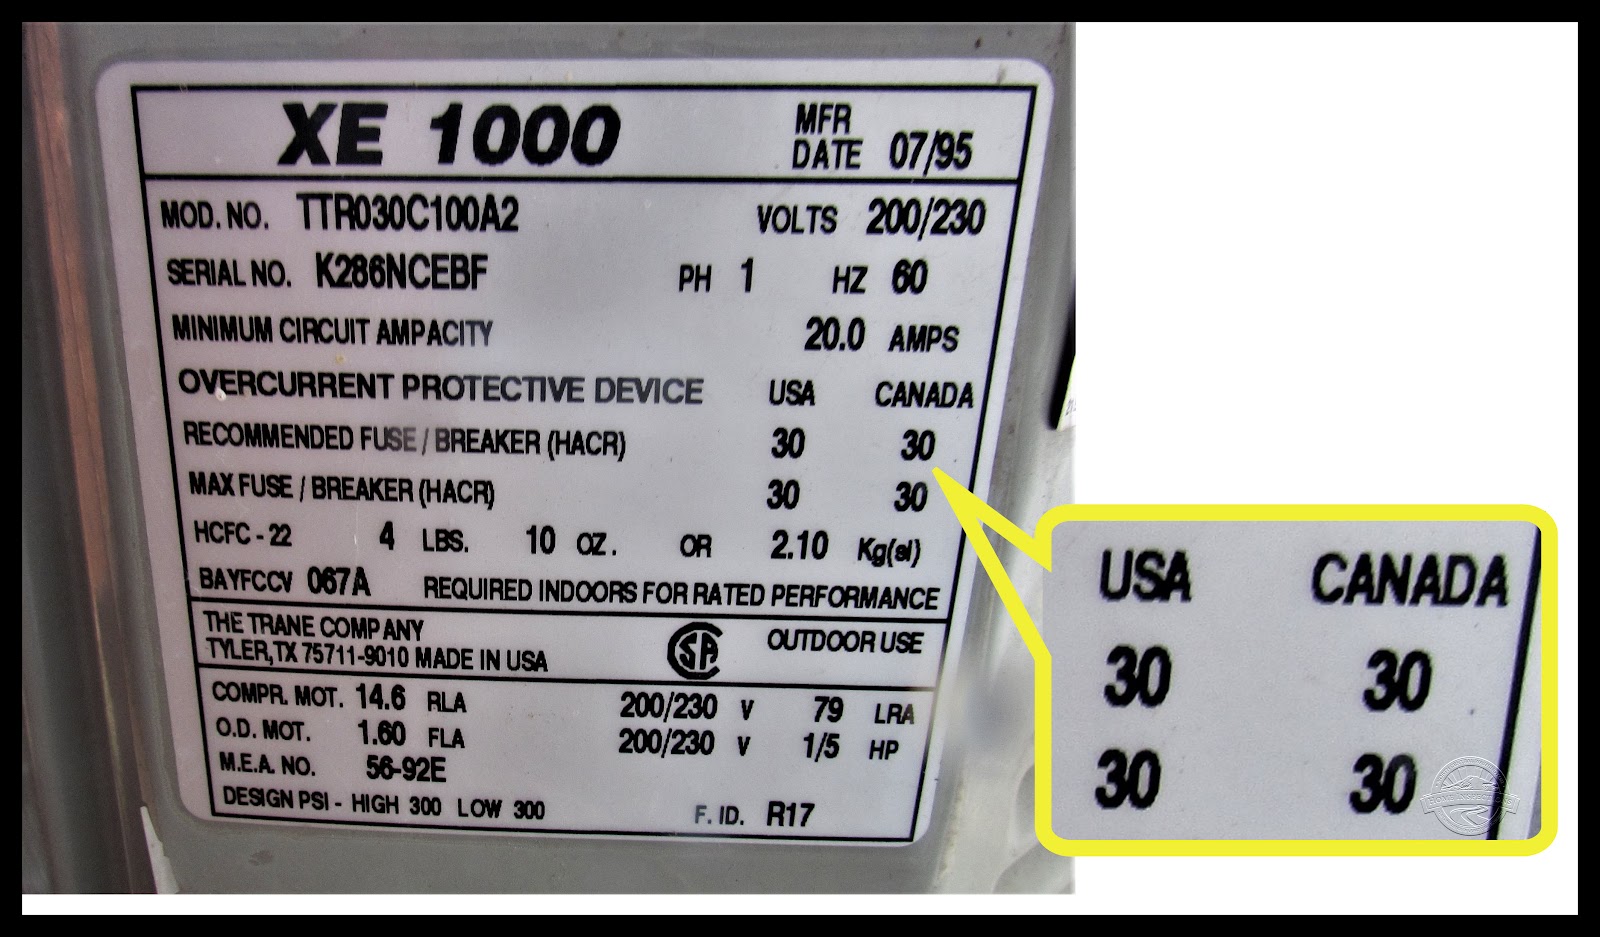 XE 1000
MFR
DATE 07/95
MOD. NO. TTR030C100A2 VOLTS 200/230
SERIAL NO. K286NCEBF PH 1 HZ 60
MINIMUM CIRCUIT AMPACITY 20.0 AMPS
OVERCURRENT PROTECTIVE DEVICE USA CANADA
RECOMMENDED FUSE / BREAKER (HACR) 30 30
MAX FUSE / BREAKER (HACR) 30 30
HCFC - 22 4 LBS. 10 OZ. OR 2.10 Kg(si)
BAYFCCV 067A REQUIRED INDOORS FOR RATED PERFORMANCE
THE TRANE COMPANY
TYLER, TX 75711-9010 MADE IN USA
SA OUTDOOR USE
COMPR. MOT. 14.6 RLA 200/230 V 79 LRA
O.D. MOT. 1.60 FLA 200/230 V 1/5 HP
M.E.A. NO. 56-92E
DESIGN PSI - HIGH 300 LOW 300 F. ID. R17
USA CANADA
30 30
30 30